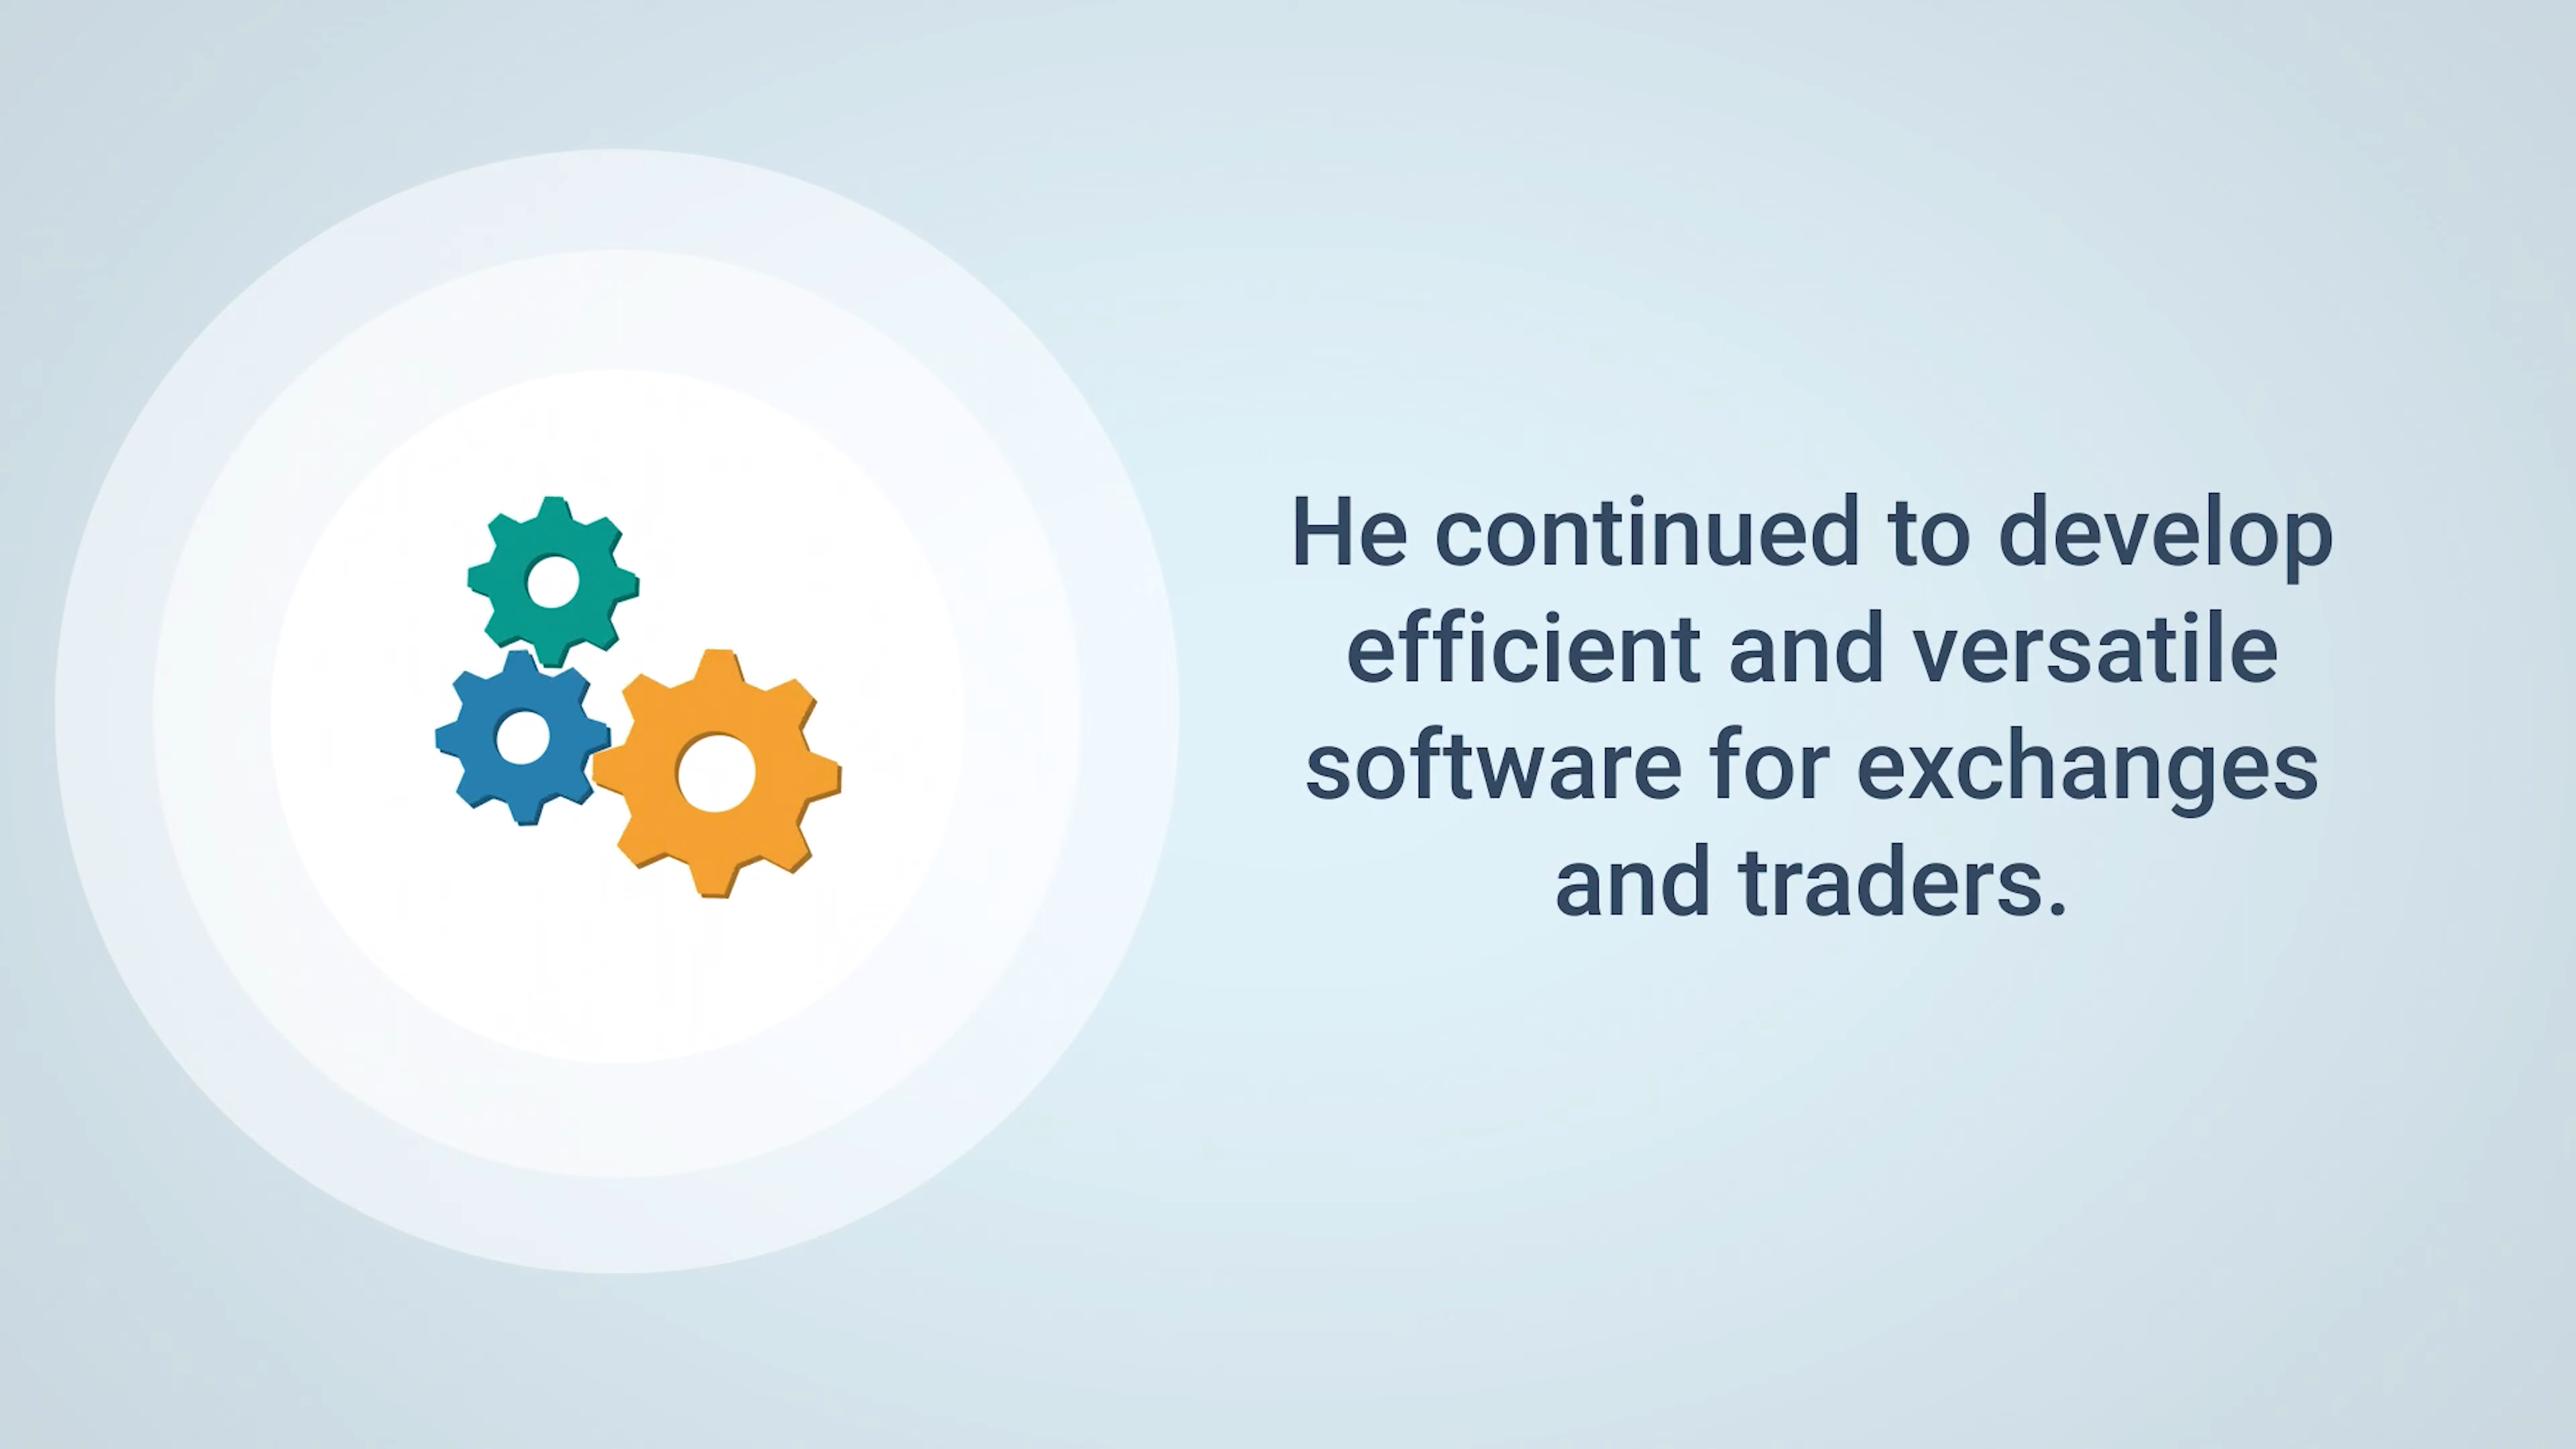 He continued to develop
efficient and versatile
software for exchanges
and traders.